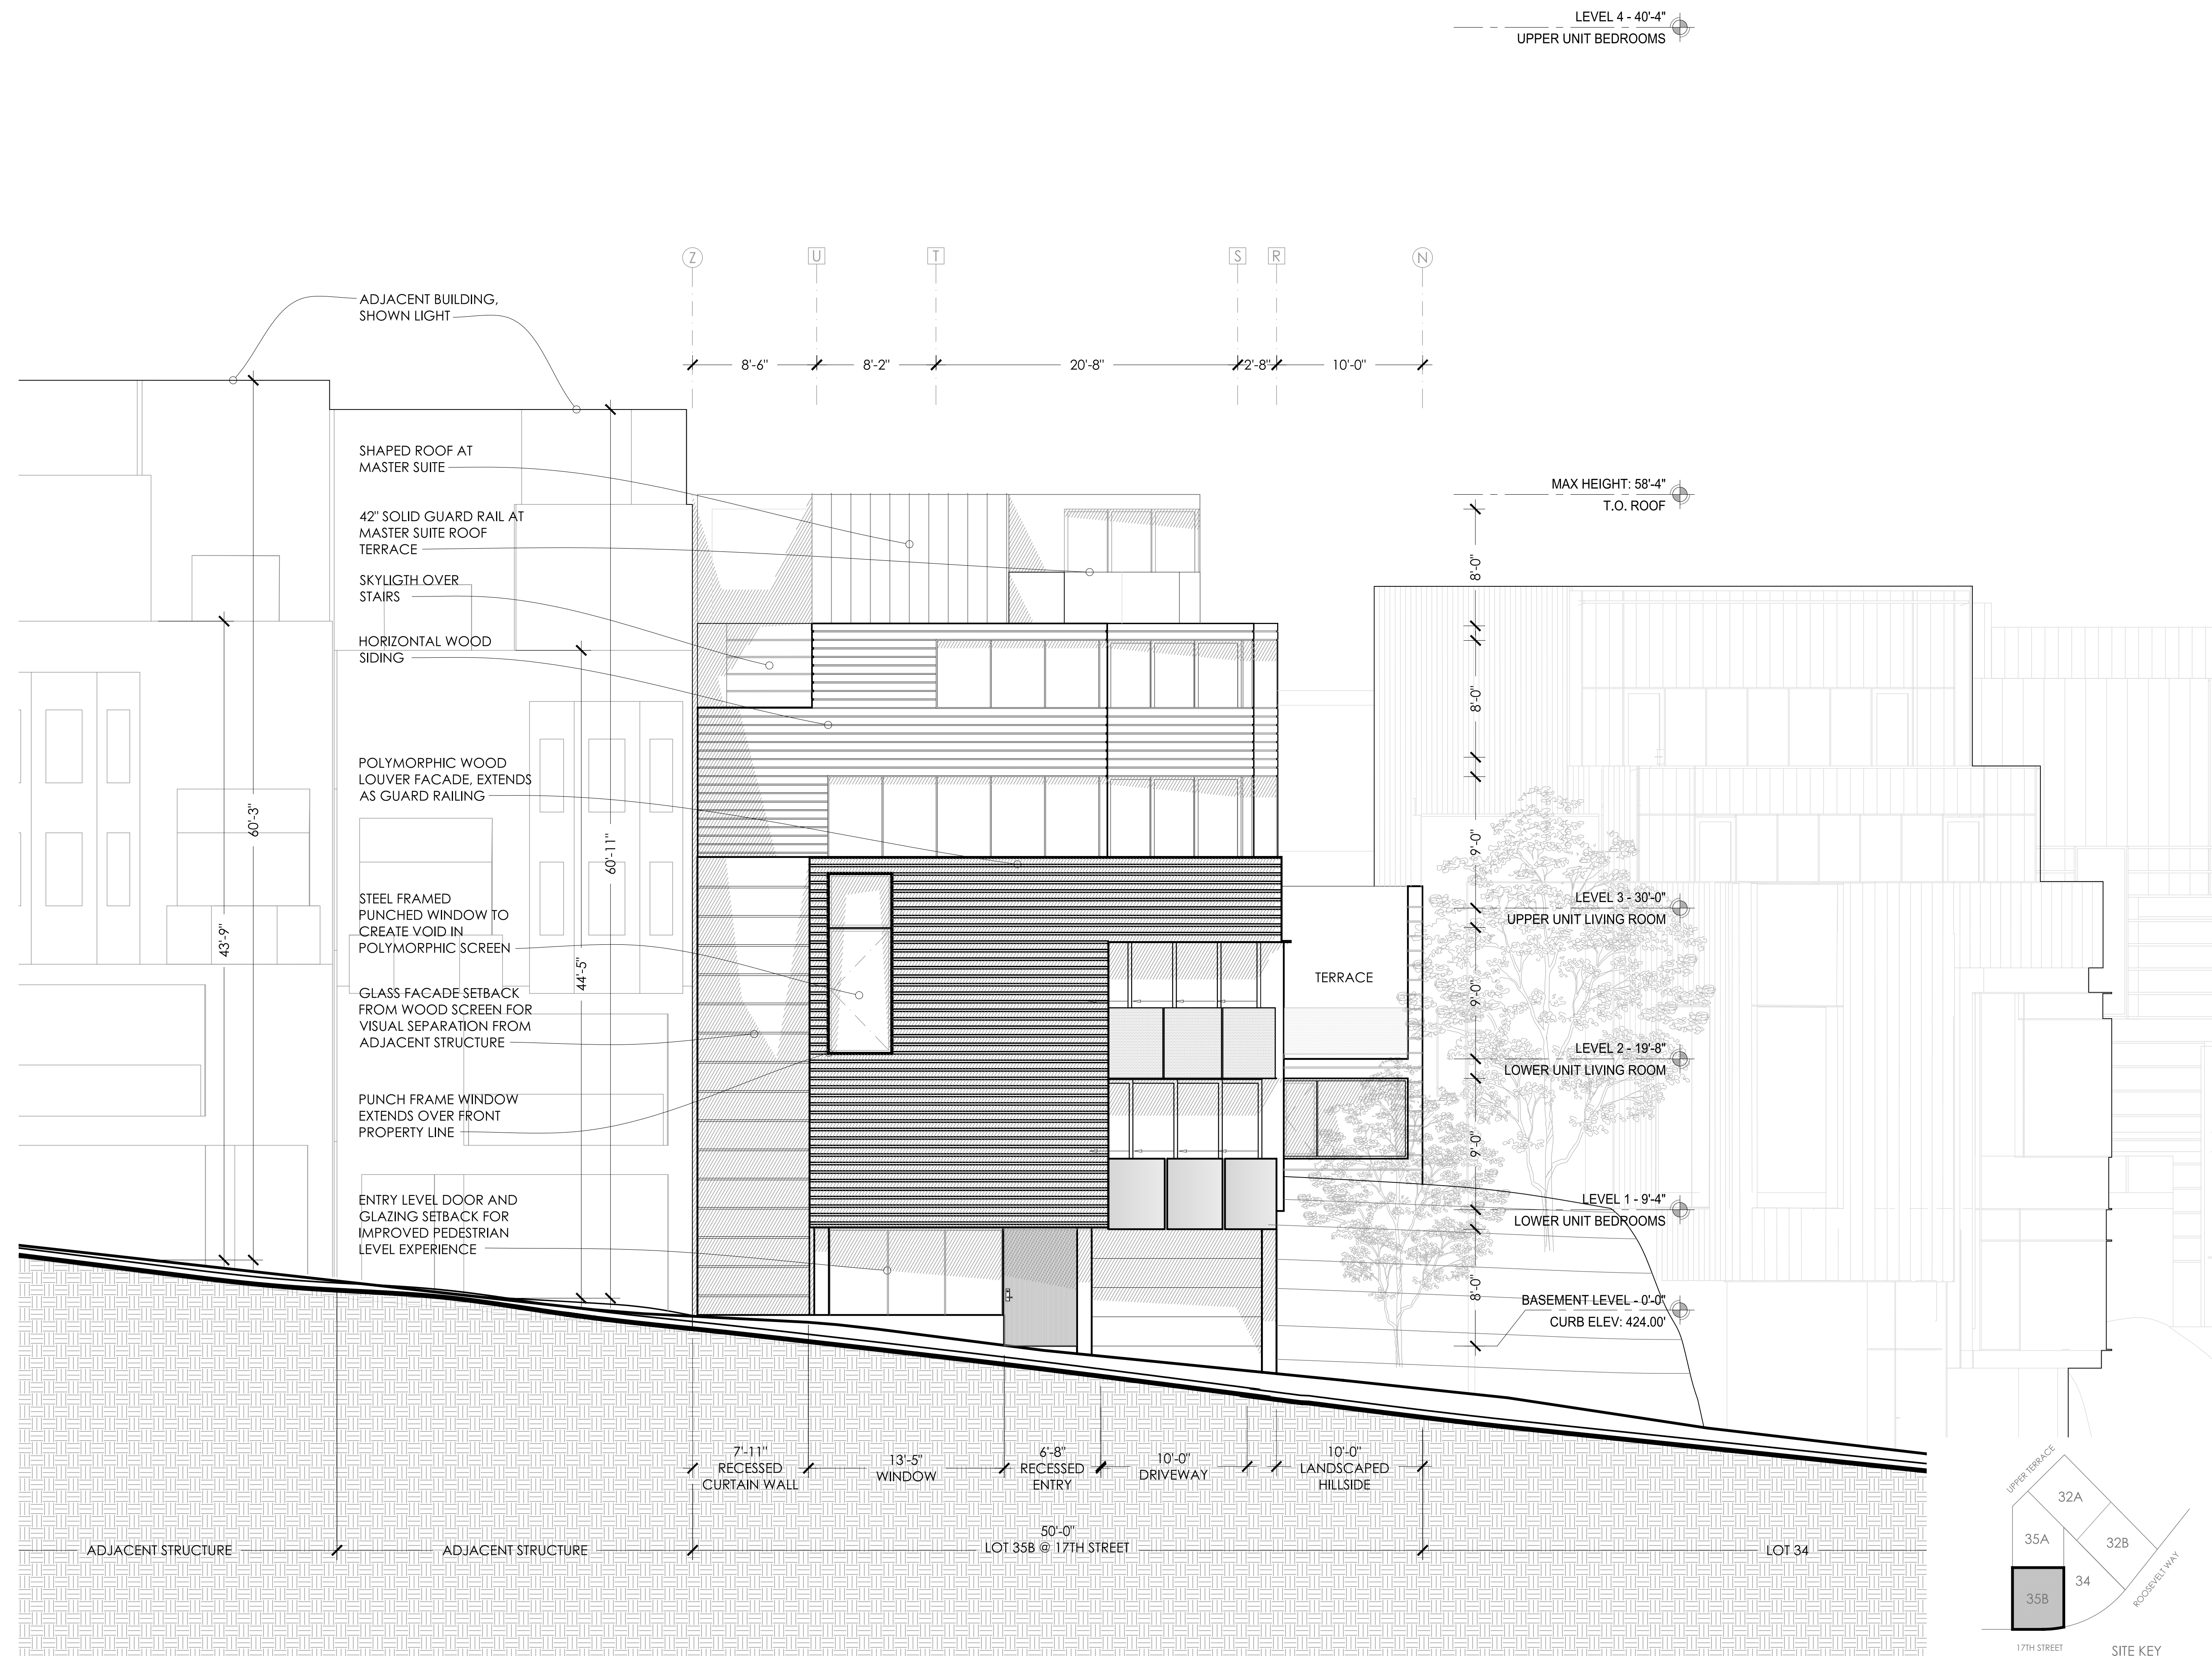 LEVEL 4 - 40'-4"
UPPER UNIT BEDROOMS
Z
U
T
S
R
N
ADJACENT BUILDING,
SHOWN LIGHT
8'-6"
8'-2"
20'-8"
2'-8"
10'-0"
SHAPED ROOF AT
MASTER SUITE
MAX HEIGHT: 58'-4"
T.O. ROOF
42" SOLID GUARD RAIL AT
MASTER SUITE ROOF
TERRACE
SKYLIGTH OVER
STAIRS
HORIZONTAL WOOD
SIDING
POLYMORPHIC WOOD
LOUVER FACADE, EXTENDS
AS GUARD RAILING
STEEL FRAMED
PUNCHED WINDOW TO
CREATE VOID IN
POLYMORPHIC SCREEN
GLASS FACADE SETBACK
FROM WOOD SCREEN FOR
VISUAL SEPARATION FROM
ADJACENT STRUCTURE
PUNCH FRAME WINDOW
EXTENDS OVER FRONT
PROPERTY LINE
ENTRY LEVEL DOOR AND
GLAZING SETBACK FOR
IMPROVED PEDESTRIAN
LEVEL EXPERIENCE
43'-9"
60'-3"
44'-5"
60'-11"
TERRACE
8'-0"
8'-0"
9'-0"
9'-0"
9'-0"
8'-0"
LEVEL 3 - 30'-0"
UPPER UNIT LIVING ROOM
LEVEL 2 - 19'-8"
LOWER UNIT LIVING ROOM
LEVEL 1 - 9'-4"
LOWER UNIT BEDROOMS
BASEMENT LEVEL - 0'-0"
CURB ELEV: 424.00'
7'-11"
RECESSED
CURTAIN WALL
13'-5"
WINDOW
6'-8"
RECESSED
ENTRY
10'-0"
DRIVEWAY
10'-0"
LANDSCAPED
HILLSIDE
ADJACENT STRUCTURE
ADJACENT STRUCTURE
50'-0"
LOT 35B @ 17TH STREET
LOT 34
UPPER TERRACE
32A
35A
32B
34
35B
ROOSEVELT WAY
17TH STREET
SITE KEY